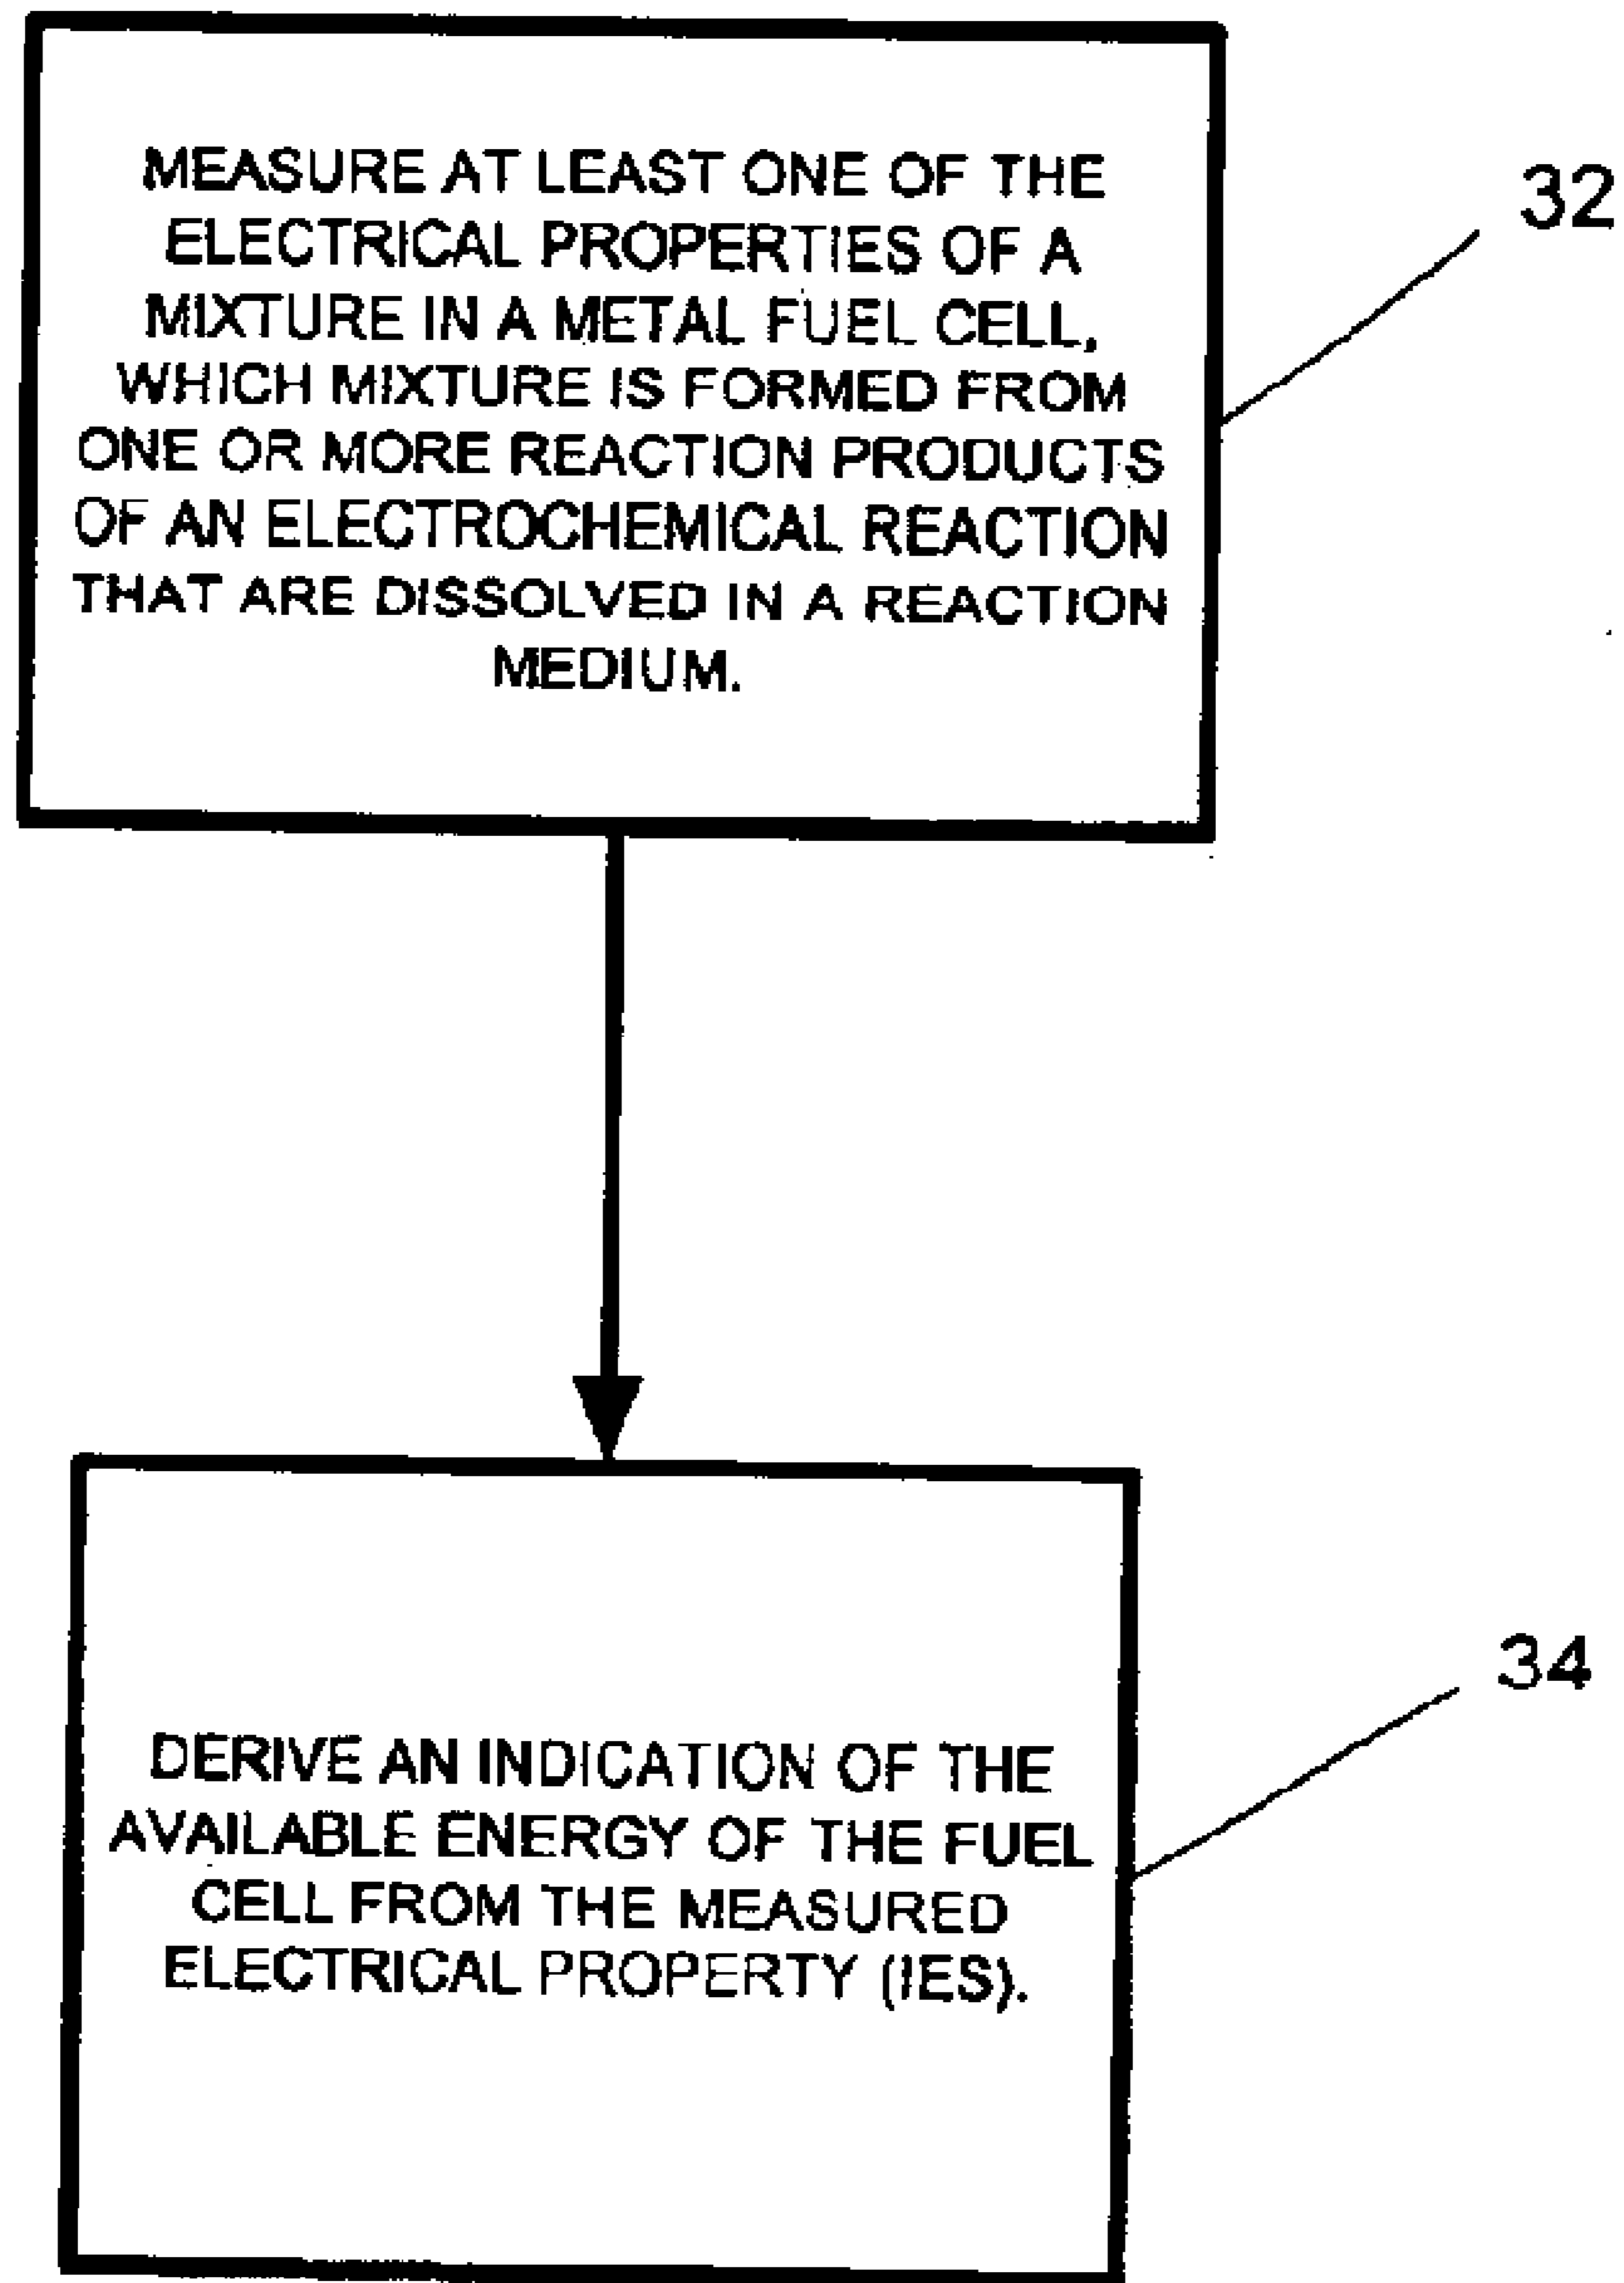 MEASURE AT LEAST ONE OF THE
ELECTRICAL PROPERTIES OF A
MIXTURE IN A METAL FUEL CELL,
WHICH MIXTURE IS FORMED FROM
ONE OR MORE REACTION PRODUCTS
OF AN ELECTROCHEMICAL REACTION
THAT ARE DISSOLVED IN A REACTION
MEDIUM.
32
DERIVE AN INDICATION OF THE
AVAILABLE ENERGY OF THE FUEL
CELL FROM THE MEASURED
ELECTRICAL PROPERTY (IES).
34